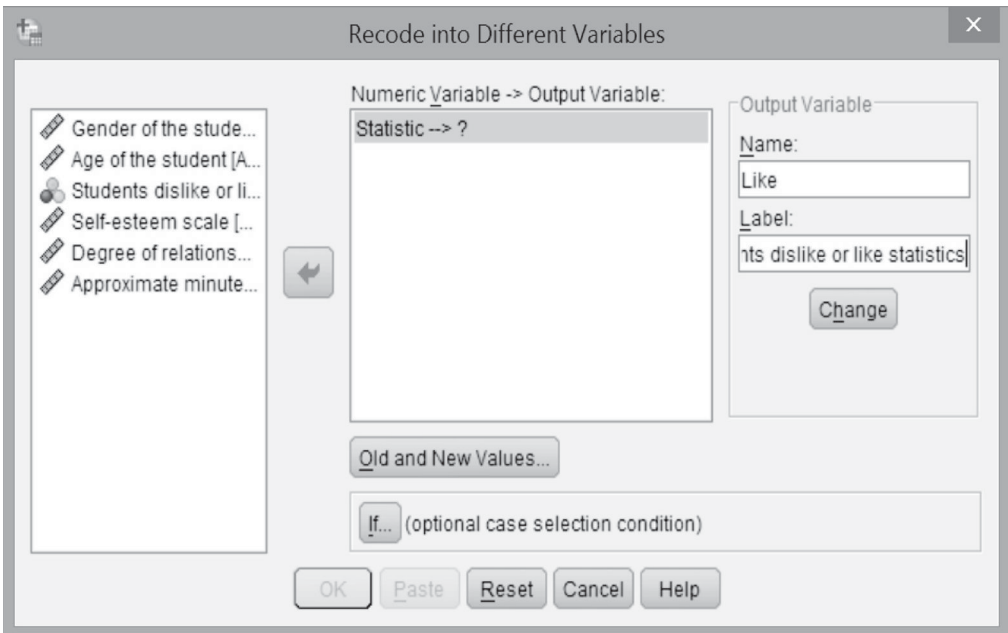 Recode into Different Variables
x
Numeric Variable -> Output Variable:
Gender of the stude...
Age of the student [A...
Students dislike or li...
Self-esteem scale [...
Degree of relations...
Approximate minute...
Statistic --> ?
Output Variable
Name:
Like
Label:
nts dislike or like statistics
Change
Old and New Values...
If... (optional case selection condition)
OK Paste Reset Cancel Help